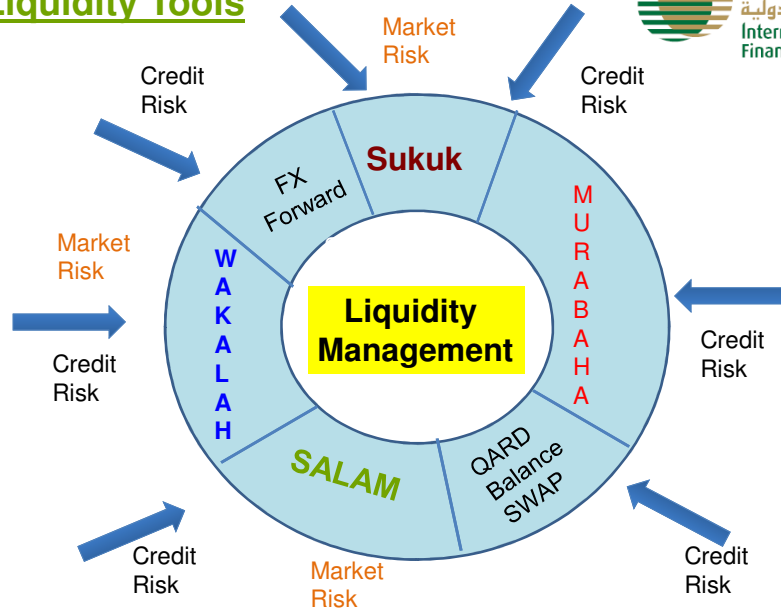 Liquidity Tools
دولية
Intern
Finan
Market
Risk
Credit
Risk
Credit
Risk
FX
Forward
Sukuk
M
U
R
A
B
A
H
A
Market
Risk
W
A
K
A
L
A
H
Liquidity
Management
Credit
Risk
Credit
Risk
SALAM
QARD
Balance
SWAP
Credit
Risk
Market
Risk
Credit
Risk